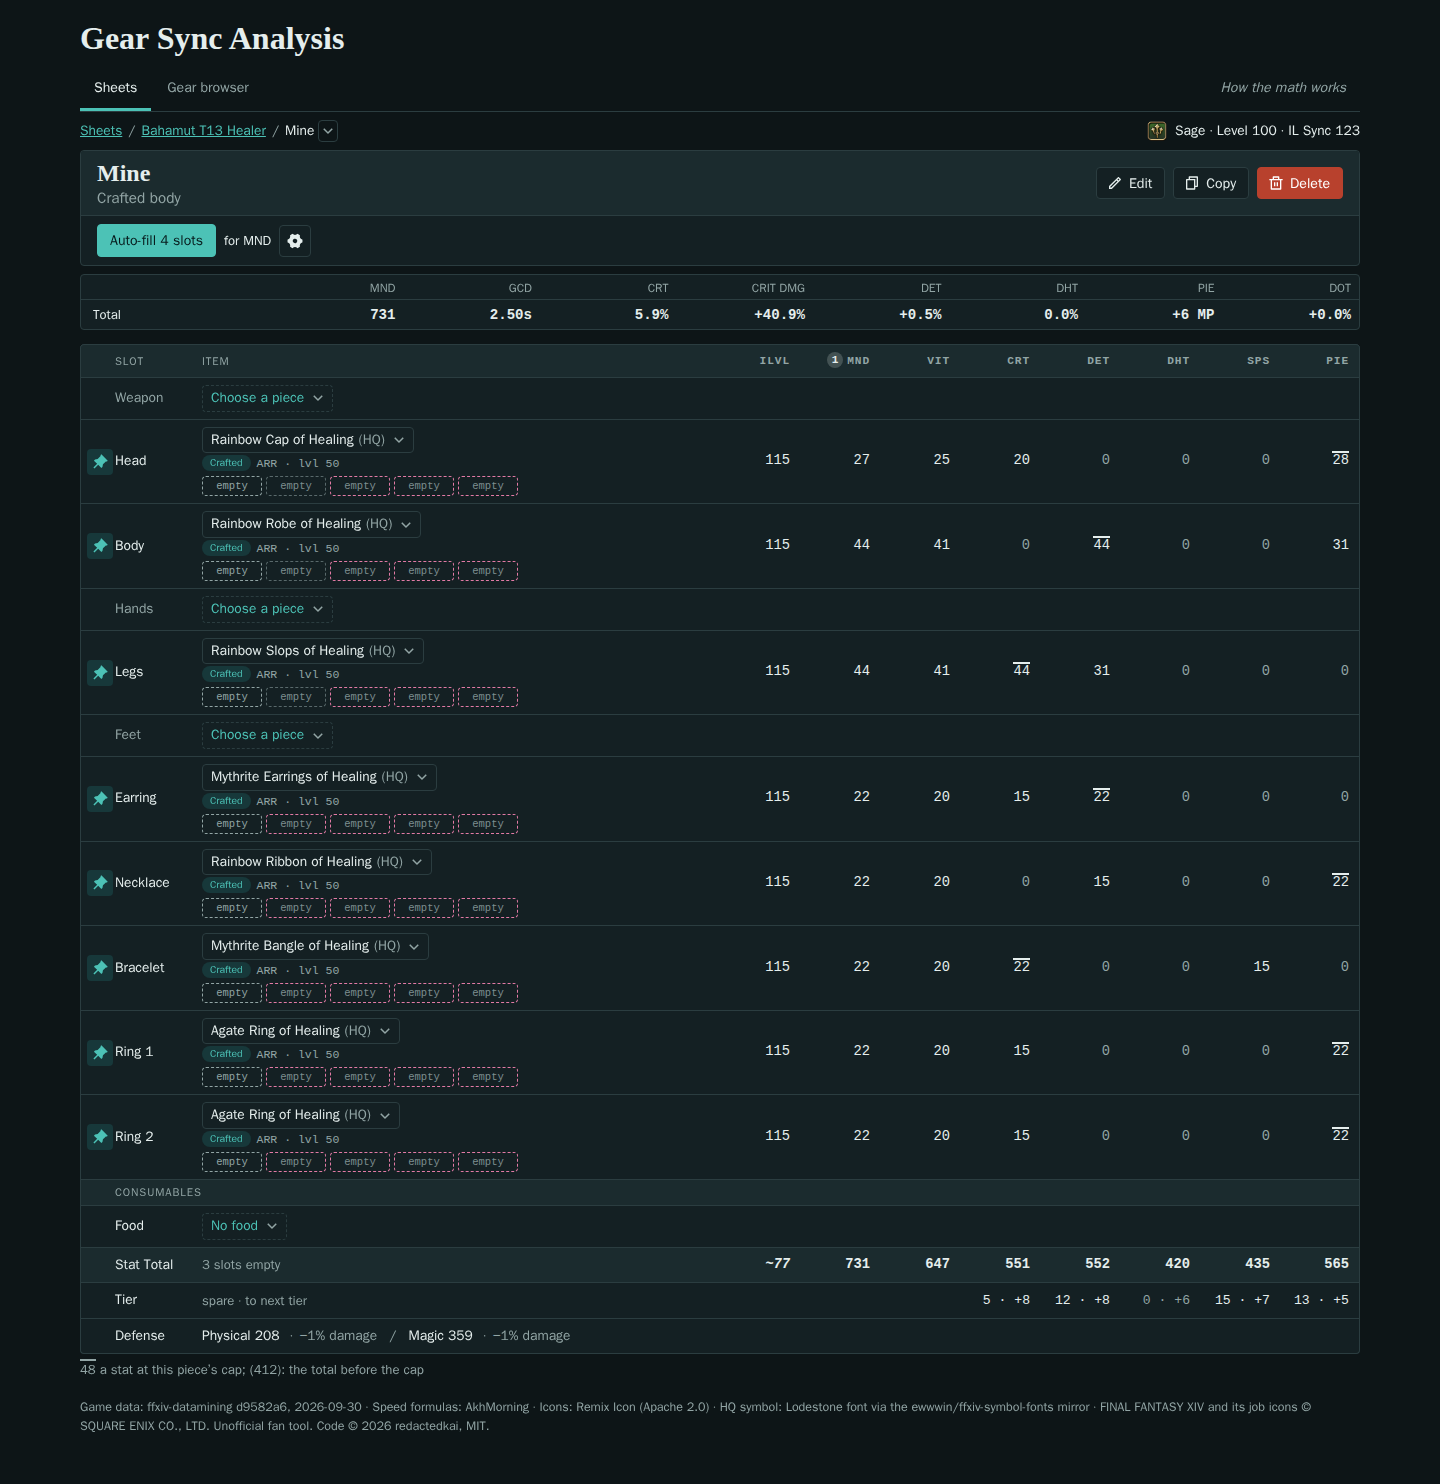 Gear Sync Analysis
Sheets Gear browser How the math works
Sheets / Bahamut T13 Healer / Mine Sage · Level 100 · IL Sync 123
Mine
Crafted body
Edit Copy Delete
Auto-fill 4 slots for MND
MND GCD CRT CRIT DMG DET DHT PIE DOT
Total 731 2.50s 5.9% +40.9% +0.5% 0.0% +6 MP +0.0%
SLOT ITEM ILVL 1 MND VIT CRT DET DHT SPS PIE
Weapon Choose a piece
Head Rainbow Cap of Healing (HQ) 115 27 25 20 0 0 0 28
Crafted ARR · lvl 50
empty empty empty empty empty
Body Rainbow Robe of Healing (HQ) 115 44 41 0 44 0 0 31
Crafted ARR · lvl 50
empty empty empty empty empty
Hands Choose a piece
Legs Rainbow Slops of Healing (HQ) 115 44 41 44 31 0 0 0
Crafted ARR · lvl 50
empty empty empty empty empty
Feet Choose a piece
Earring Mythrite Earrings of Healing (HQ) 115 22 20 15 22 0 0 0
Crafted ARR · lvl 50
empty empty empty empty empty
Necklace Rainbow Ribbon of Healing (HQ) 115 22 20 0 15 0 0 22
Crafted ARR · lvl 50
empty empty empty empty empty
Bracelet Mythrite Bangle of Healing (HQ) 115 22 20 22 0 0 15 0
Crafted ARR · lvl 50
empty empty empty empty empty
Ring 1 Agate Ring of Healing (HQ) 115 22 20 15 0 0 0 22
Crafted ARR · lvl 50
empty empty empty empty empty
Ring 2 Agate Ring of Healing (HQ) 115 22 20 15 0 0 0 22
Crafted ARR · lvl 50
empty empty empty empty empty
CONSUMABLES
Food No food
Stat Total 3 slots empty ~77 731 647 551 552 420 435 565
Tier spare · to next tier 5 · +8 12 · +8 0 · +6 15 · +7 13 · +5
Defense Physical 208 · −1% damage / Magic 359 · −1% damage
48 a stat at this piece's cap; (412): the total before the cap
Game data: ffxiv-datamining d9582a6, 2026-09-30 · Speed formulas: AkhMorning · Icons: Remix Icon (Apache 2.0) · HQ symbol: Lodestone font via the ewwwin/ffxiv-symbol-fonts mirror · FINAL FANTASY XIV and its job icons ©
SQUARE ENIX CO., LTD. Unofficial fan tool. Code © 2026 redactedkai, MIT.